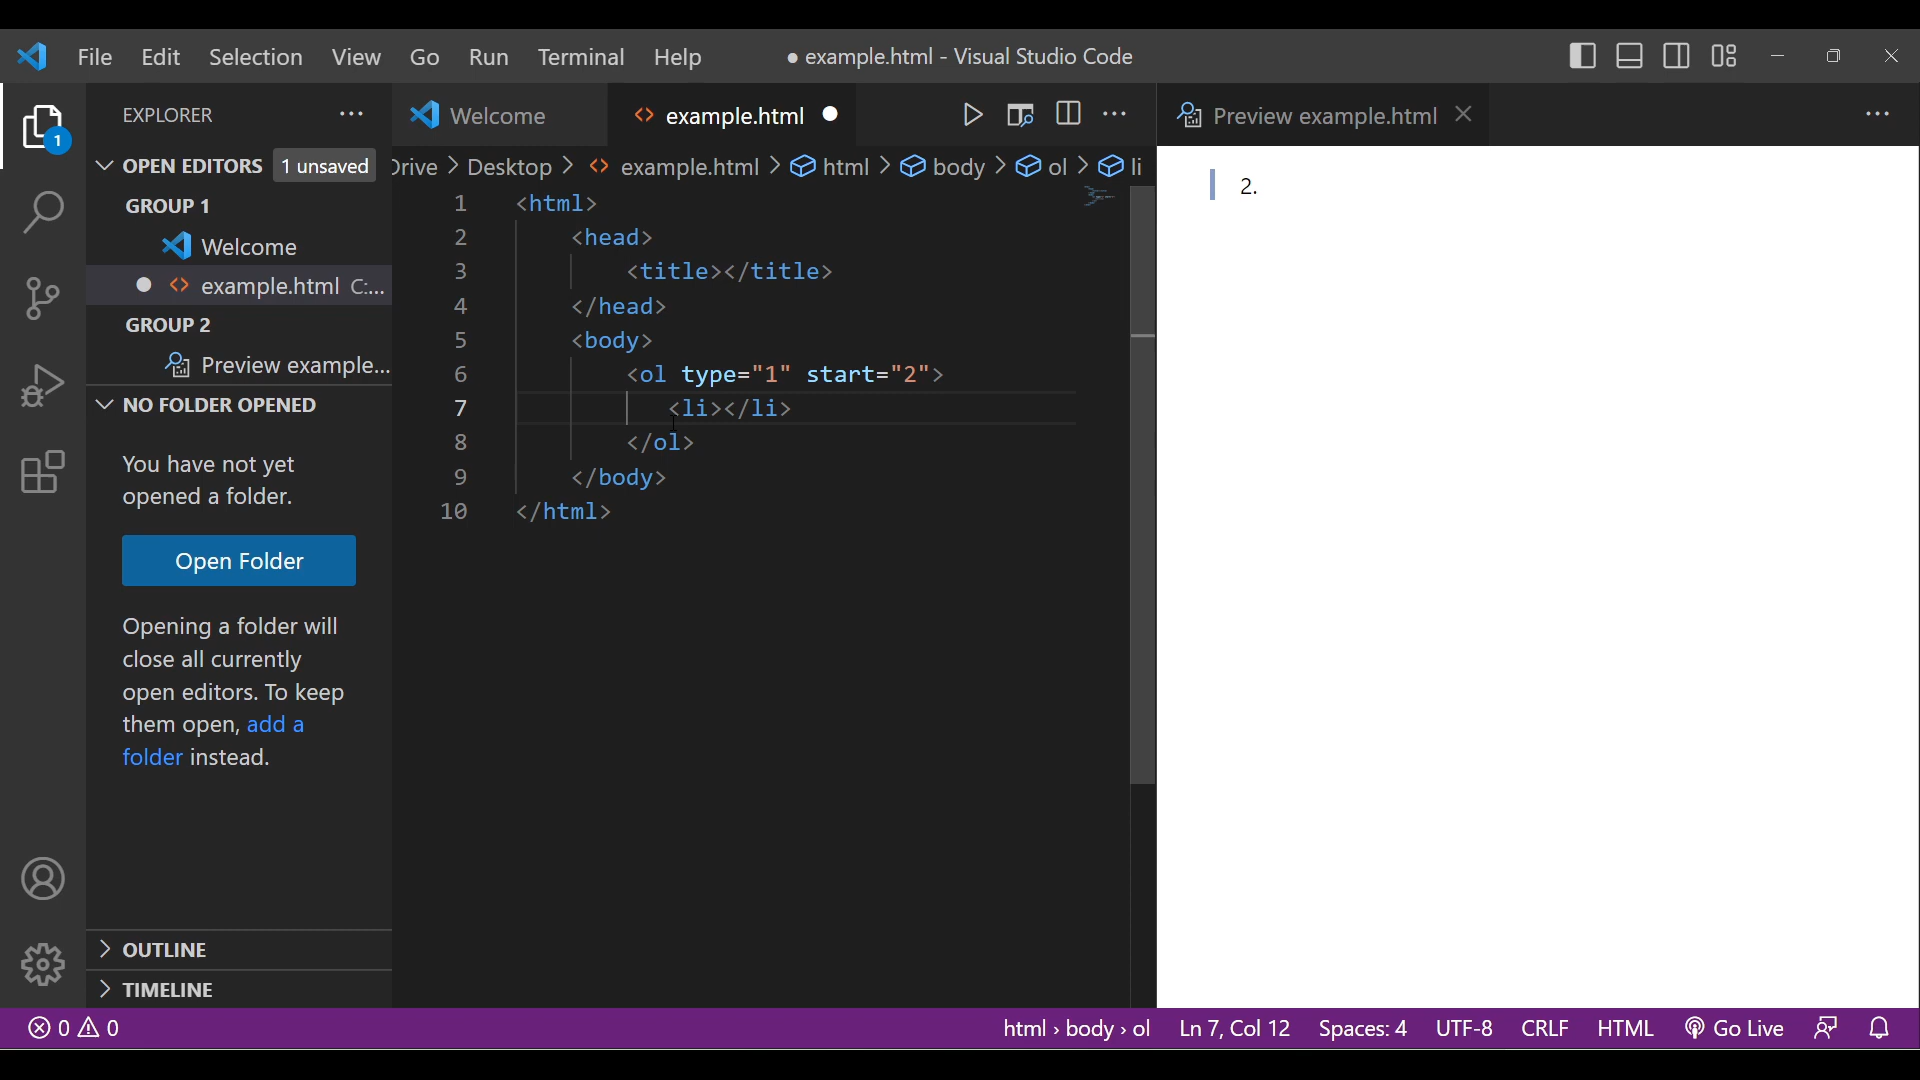 File Edit Selection View Go Run Terminal Help ● example.html - Visual Studio Code
EXPLORER ···
1
OPEN EDITORS 1 unsaved
GROUP 1
Welcome
● <> example.html C:...
GROUP 2
Preview example...
NO FOLDER OPENED
You have not yet
opened a folder.
Open Folder
Opening a folder will
close all currently
open editors. To keep
them open, add a
folder instead.
OUTLINE
TIMELINE
Welcome <> example.html ●
Drive > Desktop > <> example.html > html > body > ol > li
1 <html>
2 <head>
3 <title></title>
4 </head>
5 <body>
6 <ol type="1" start="2">
7 <li></li>
8 </ol>
9 </body>
10 </html>
Preview example.html
2.
0 0 html › body › ol Ln 7, Col 12 Spaces: 4 UTF-8 CRLF HTML Go Live